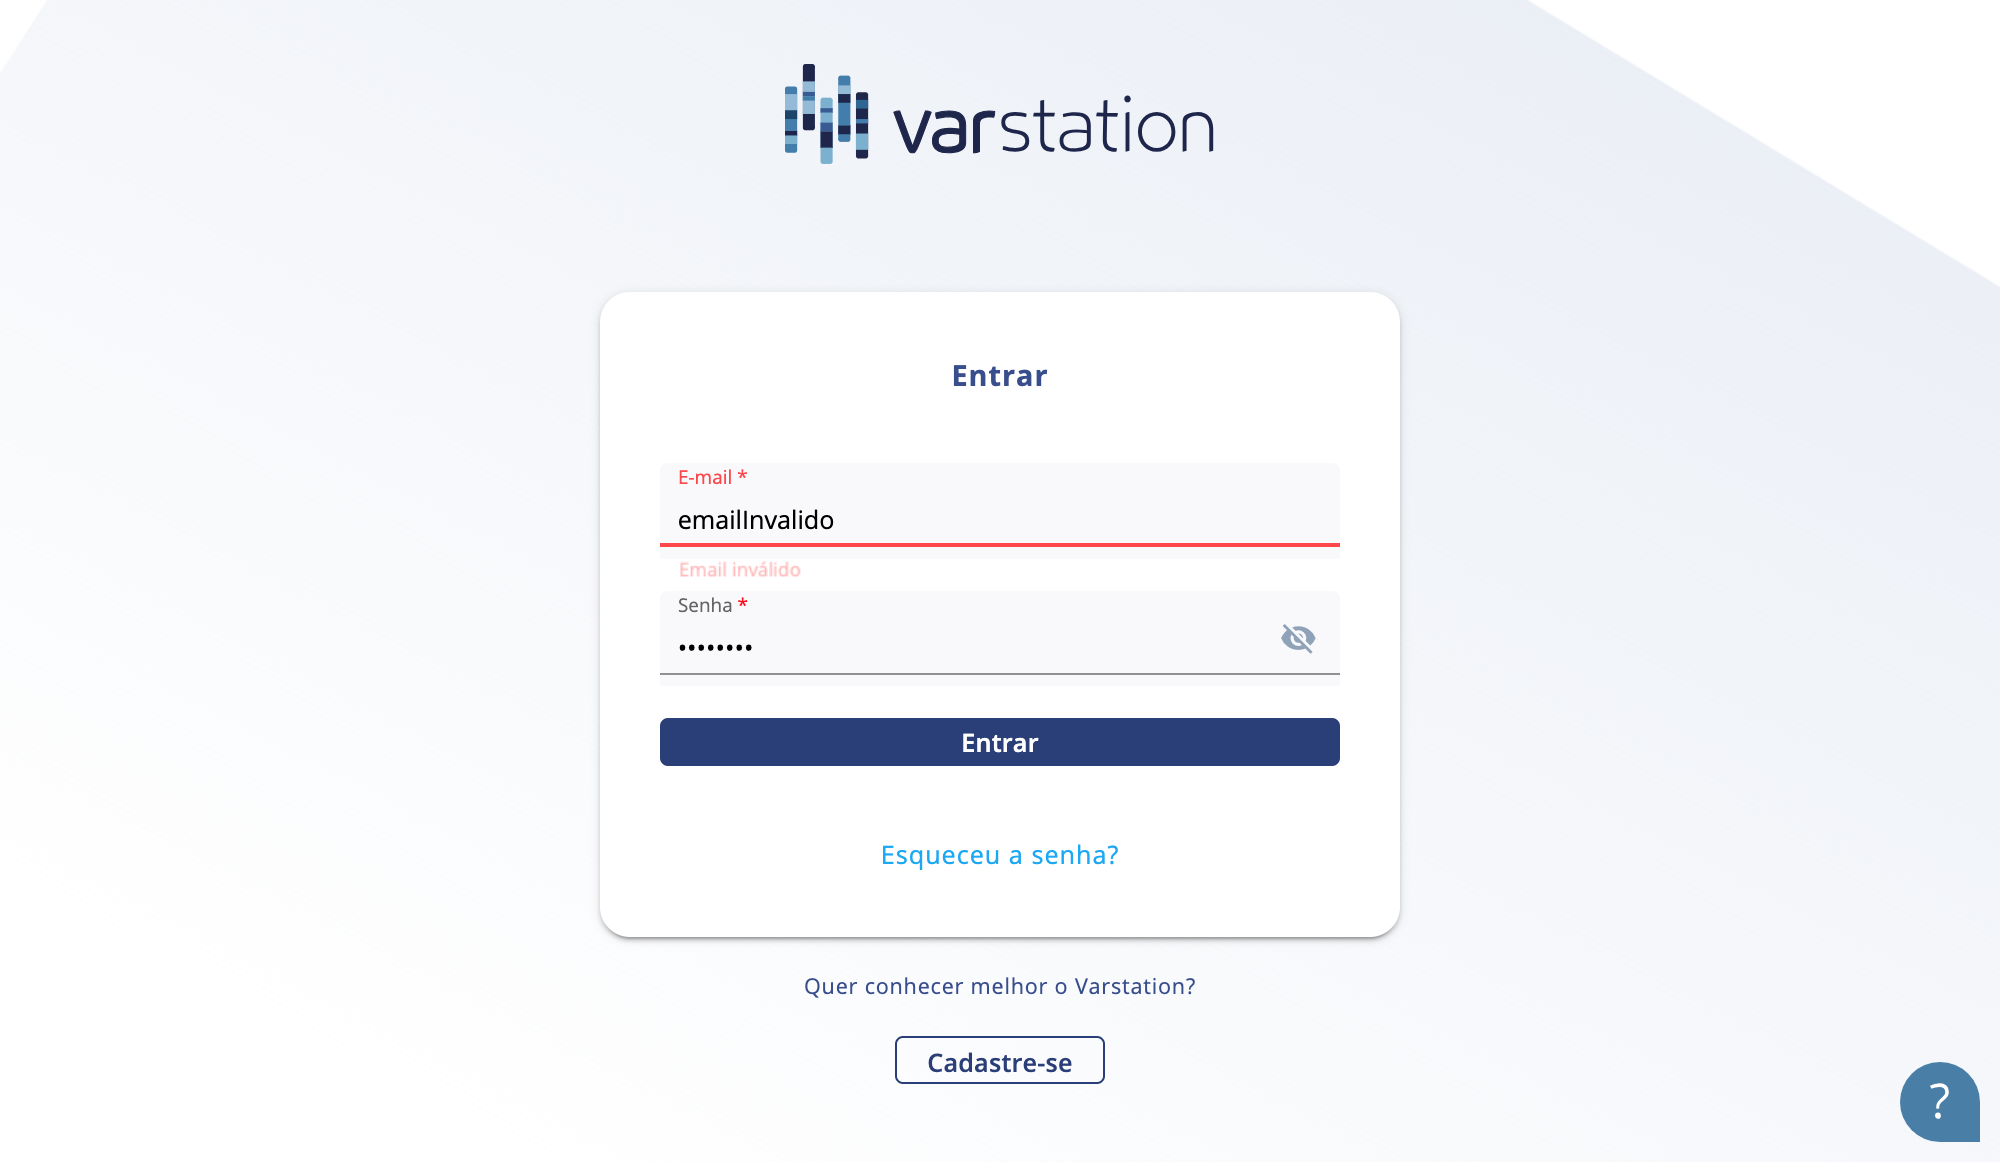 varstation
Entrar
E-mail *
emailInvalido
Email inválido
Senha *
••••••••
Entrar
Esqueceu a senha?
Quer conhecer melhor o Varstation?
Cadastre-se
?